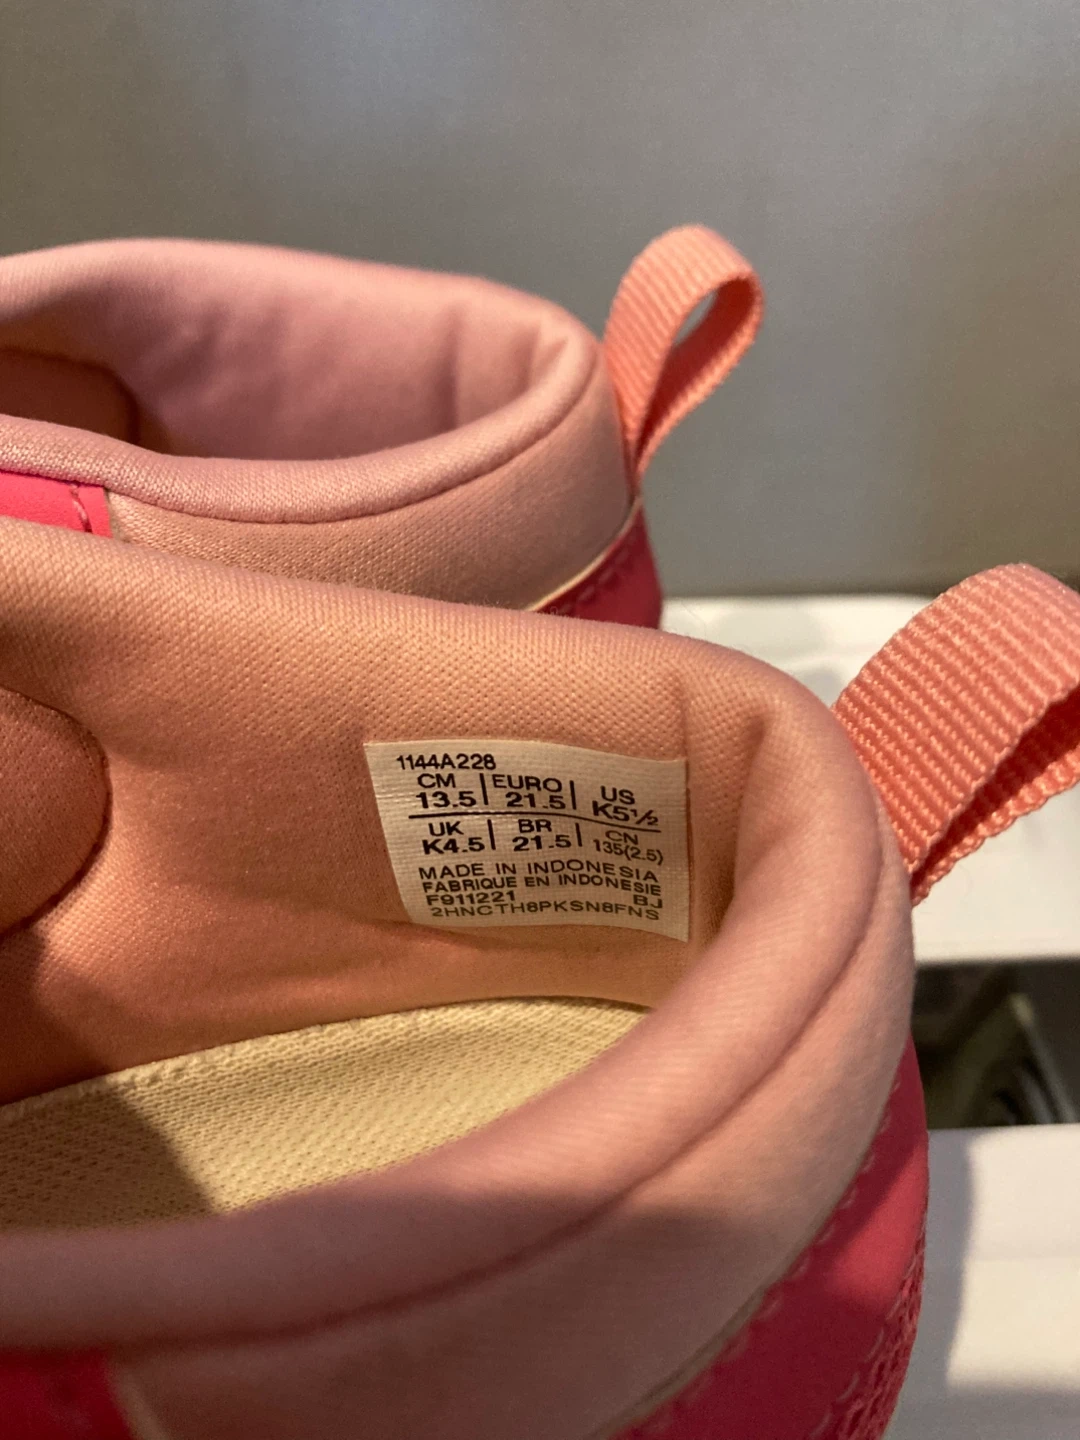 1144A228
CM | EURO | US
13.5 | 21.5 | K5½
UK | BR | CN
K4.5 | 21.5 | 135(2.5)
MADE IN INDONESIA
FABRIQUE EN INDONESIE
F911221 BJ
2HNCTH8PKSN8FNS